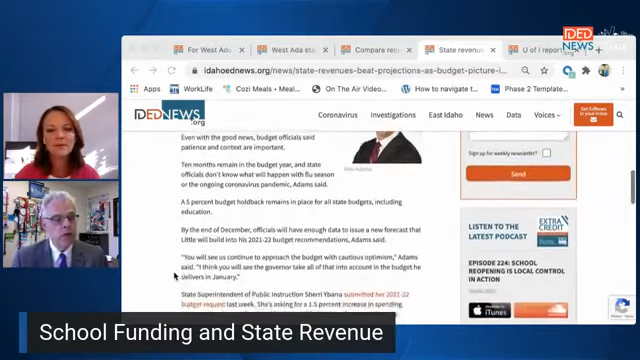 IDED
NEWS
.org
For West Ada
West Ada sta
Compare reo
State revenue
U of I report
idahoednews.org/news/state-revenues-beat-projections-as-budget-picture-i...
Apps
Bookmarks
WorkLife
Cozi Meals • Meal...
On The Air Video...
How to navigate t...
Phase 2 Template...
IDEDNEWS
.org
Coronavirus
Investigations
East Idaho
News
Data
Voices
Get EdNews
in your inbox
Even with the good news, budget officials said
patience and context are important.
Alex Adams
Ten months remain in the budget year, and state
officials don't know what will happen with flu season
or the ongoing coronavirus pandemic, Adams said.
A 5 percent budget holdback remains in place for all state budgets, including
education.
By the end of December, officials will have enough data to issue a new forecast that
Little will build into his 2021-22 budget recommendations, Adams said.
"You will see us continue to approach the budget with cautious optimism," Adams
said. "I think you will see the governor take all of that into account in the budget he
delivers in January."
State Superintendent of Public Instruction Sherri Ybarra submitted her 2021-22
budget request last week. She's asking for a 1.5 percent increase in spending
Sign up for weekly newsletter?
Send
LISTEN TO THE
LATEST PODCAST
EXTRA
CREDIT
EPISODE 224: SCHOOL
REOPENING IS LOCAL CONTROL
IN ACTION
iTunes
School Funding and State Revenue